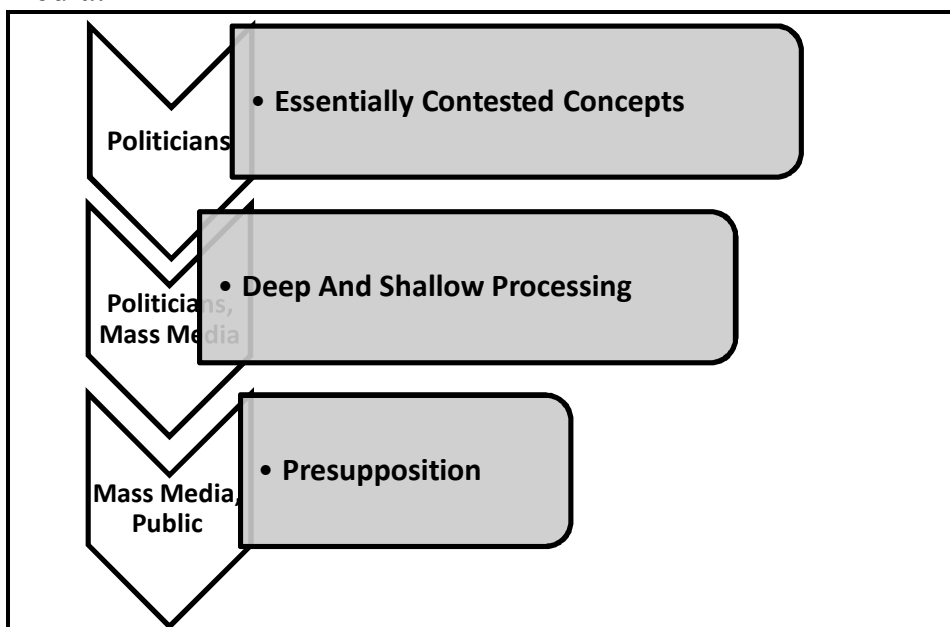 Politicians
• Essentially Contested Concepts
Politicians,
Mass Media
• Deep And Shallow Processing
Mass Media,
Public
• Presupposition